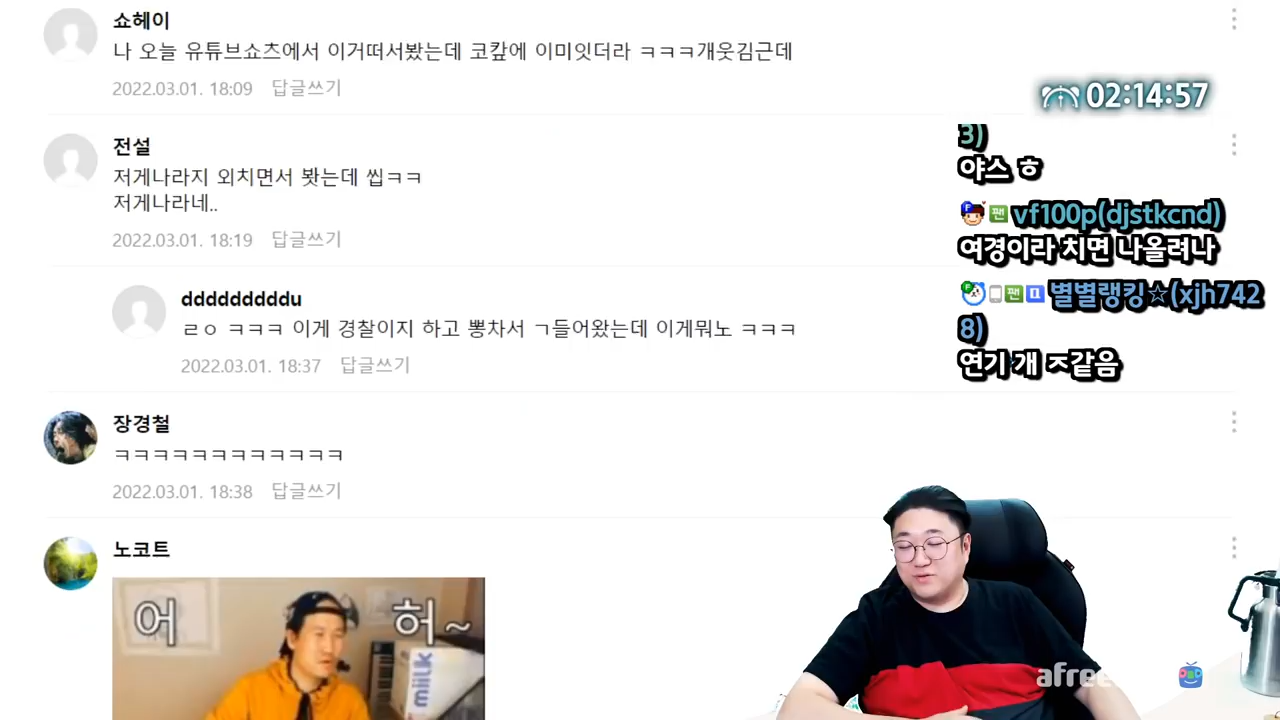 쇼헤이
나 오늘 유튜브쇼츠에서 이거떠서봤는데 코캎에 이미잇더라 ㅋㅋㅋ개웃김근데
2022.03.01. 18:09 답글쓰기
02:14:57
전설
저게나라지 외치면서 봣는데 씹ㅋㅋ
저게나라네..
2022.03.01. 18:19 답글쓰기
3)
야스 ㅎ
팬 vf100p(djstkcnd)
여경이라 치면 나올려나
팬 별별랭킹☆(xjh742
8)
연기 개 ㅈ같음
dddddddddu
ㄹㅇ ㅋㅋㅋ 이게 경찰이지 하고 뽕차서 ㄱ들어왔는데 이게뭐노 ㅋㅋㅋ
2022.03.01. 18:37 답글쓰기
장경철
ㅋㅋㅋㅋㅋㅋㅋㅋㅋㅋㅋㅋ
2022.03.01. 18:38 답글쓰기
노코트
어 허~
miilk
afree